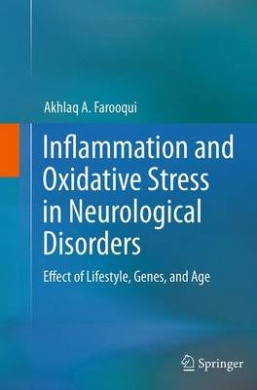 Akhlaq A. Farooqui
Inflammation and
Oxidative Stress
in Neurological
Disorders
Effect of Lifestyle, Genes, and Age
Springer